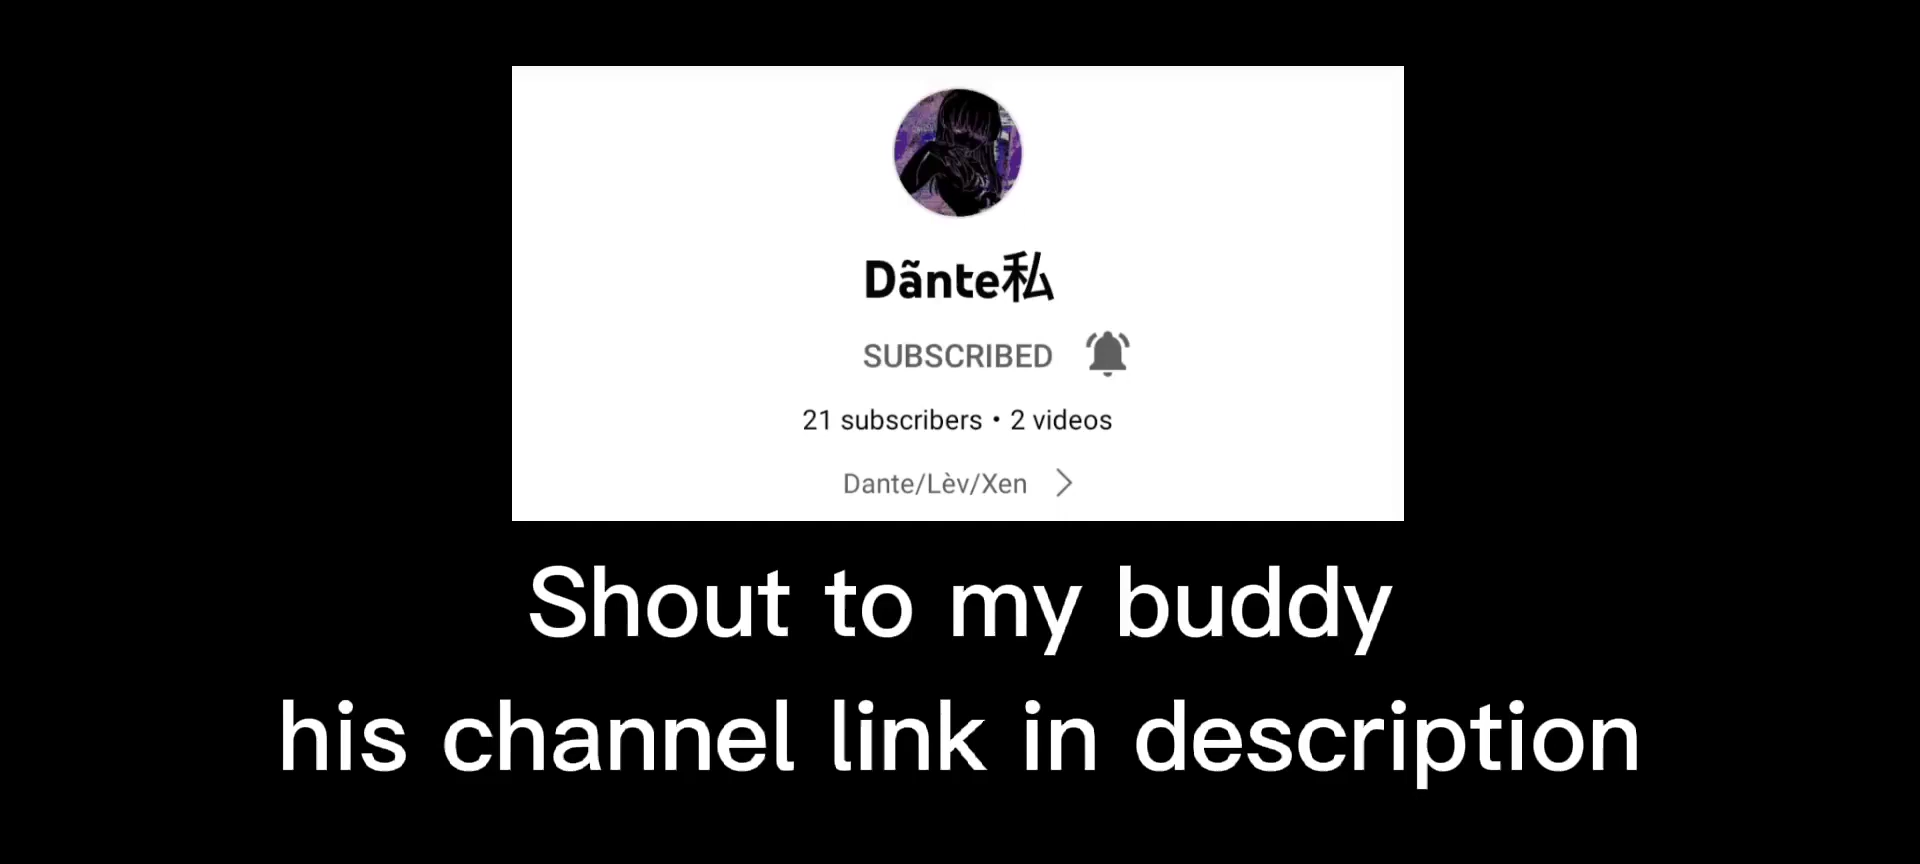 Dãnte私
SUBSCRIBED
21 subscribers • 2 videos
Dante/Lèv/Xen
Shout to my buddy
his channel link in description